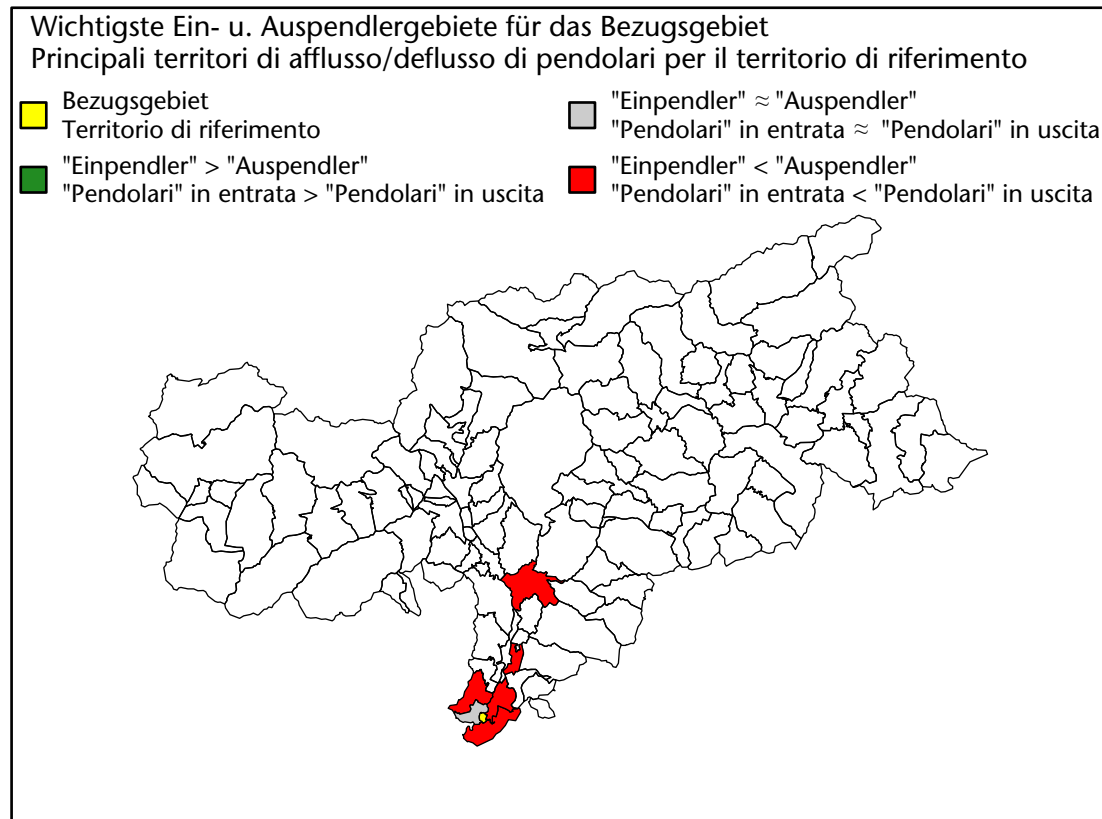 Wichtigste Ein- u. Auspendlergebiete für das Bezugsgebiet
Principali territori di afflusso/deflusso di pendolari per il territorio di riferimento
Bezugsgebiet
Territorio di riferimento
"Einpendler" > "Auspendler"
"Pendolari" in entrata > "Pendolari" in uscita
"Einpendler" ≈ "Auspendler"
"Pendolari" in entrata ≈ "Pendolari" in uscita
"Einpendler" < "Auspendler"
"Pendolari" in entrata < "Pendolari" in uscita